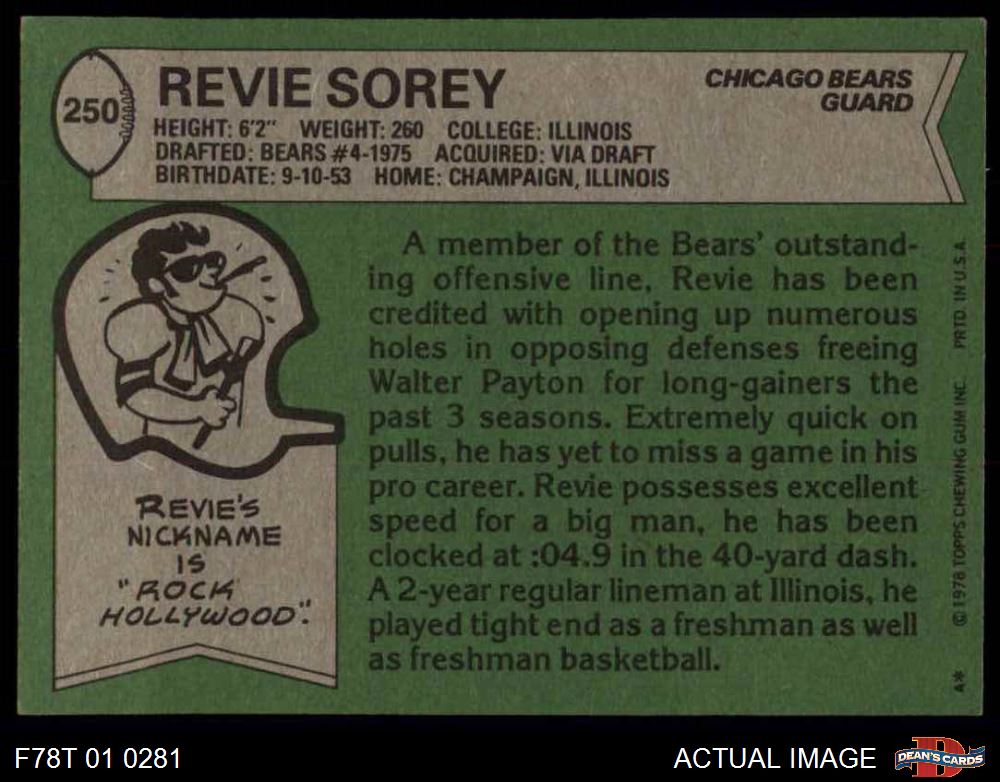 250
REVIE SOREY
CHICAGO BEARS
GUARD
HEIGHT: 6'2" WEIGHT: 260 COLLEGE: ILLINOIS
DRAFTED: BEARS #4-1975 ACQUIRED: VIA DRAFT
BIRTHDATE: 9-10-53 HOME: CHAMPAIGN, ILLINOIS
A member of the Bears' outstand-
ing offensive line, Revie has been
credited with opening up numerous
holes in opposing defenses freeing
Walter Payton for long-gainers the
past 3 seasons. Extremely quick on
pulls, he has yet to miss a game in his
pro career. Revie possesses excellent
speed for a big man, he has been
clocked at :04.9 in the 40-yard dash.
A 2-year regular lineman at Illinois, he
played tight end as a freshman as well
as freshman basketball.
REVIE'S
NICKNAME
IS
"ROCK
HOLLYWOOD".
A* © 1978 TOPPS CHEWING GUM INC. PRTD. IN U.S.A.
F78T 01 0281
ACTUAL IMAGE
D
DEAN'S CARDS